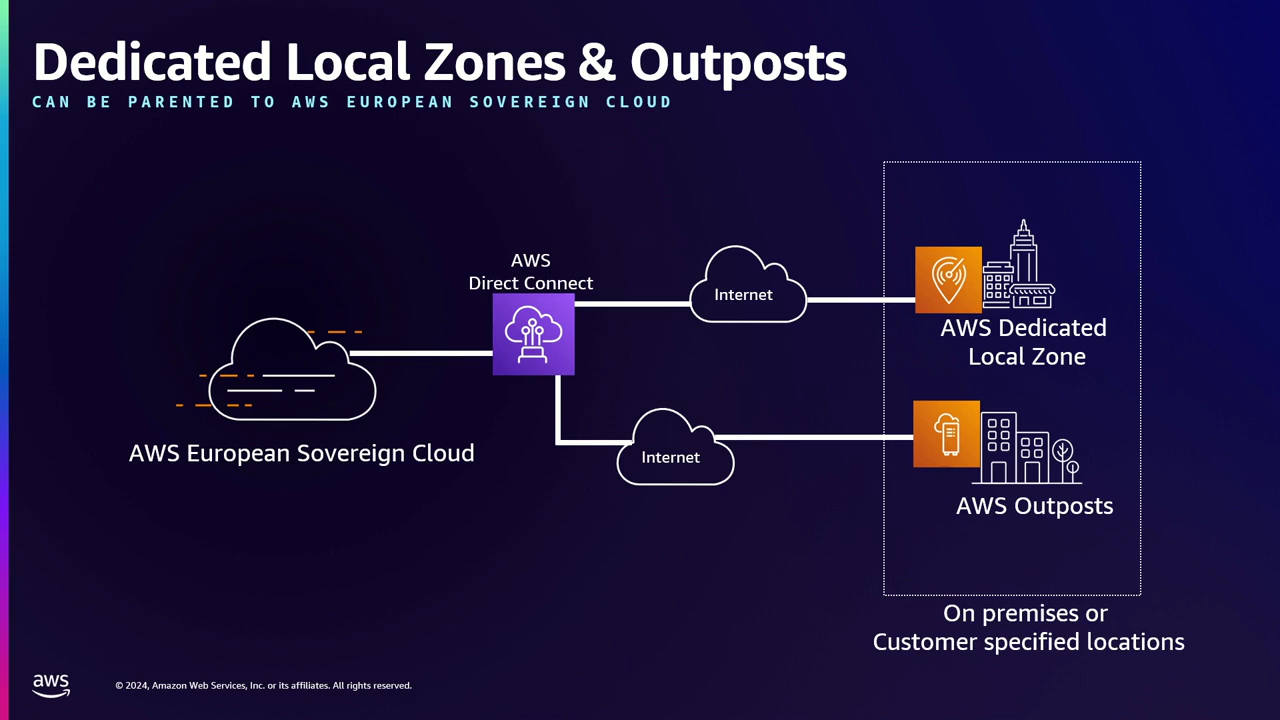 Dedicated Local Zones & Outposts
CAN BE PARENTED TO AWS EUROPEAN SOVEREIGN CLOUD
AWS
Direct Connect
Internet
AWS Dedicated
Local Zone
AWS European Sovereign Cloud
Internet
AWS Outposts
On premises or
Customer specified locations
aws
© 2024, Amazon Web Services, Inc. or its affiliates. All rights reserved.